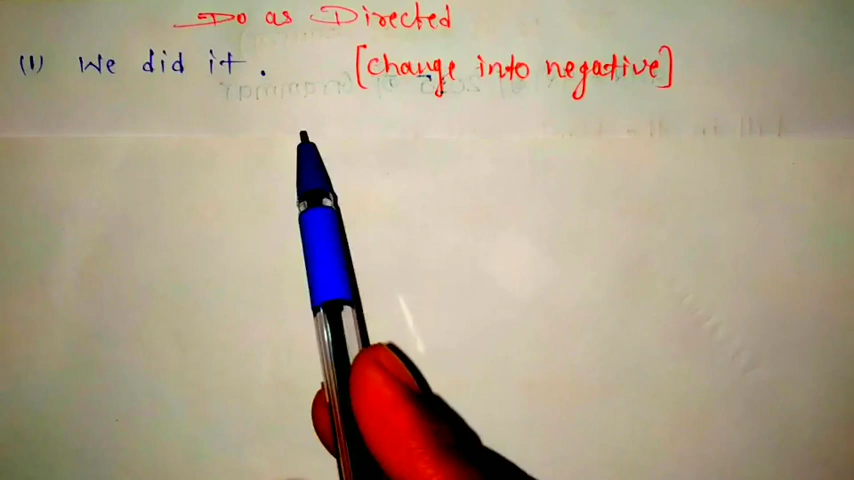 Do as Directed
(1) We did it. [Change into negative]